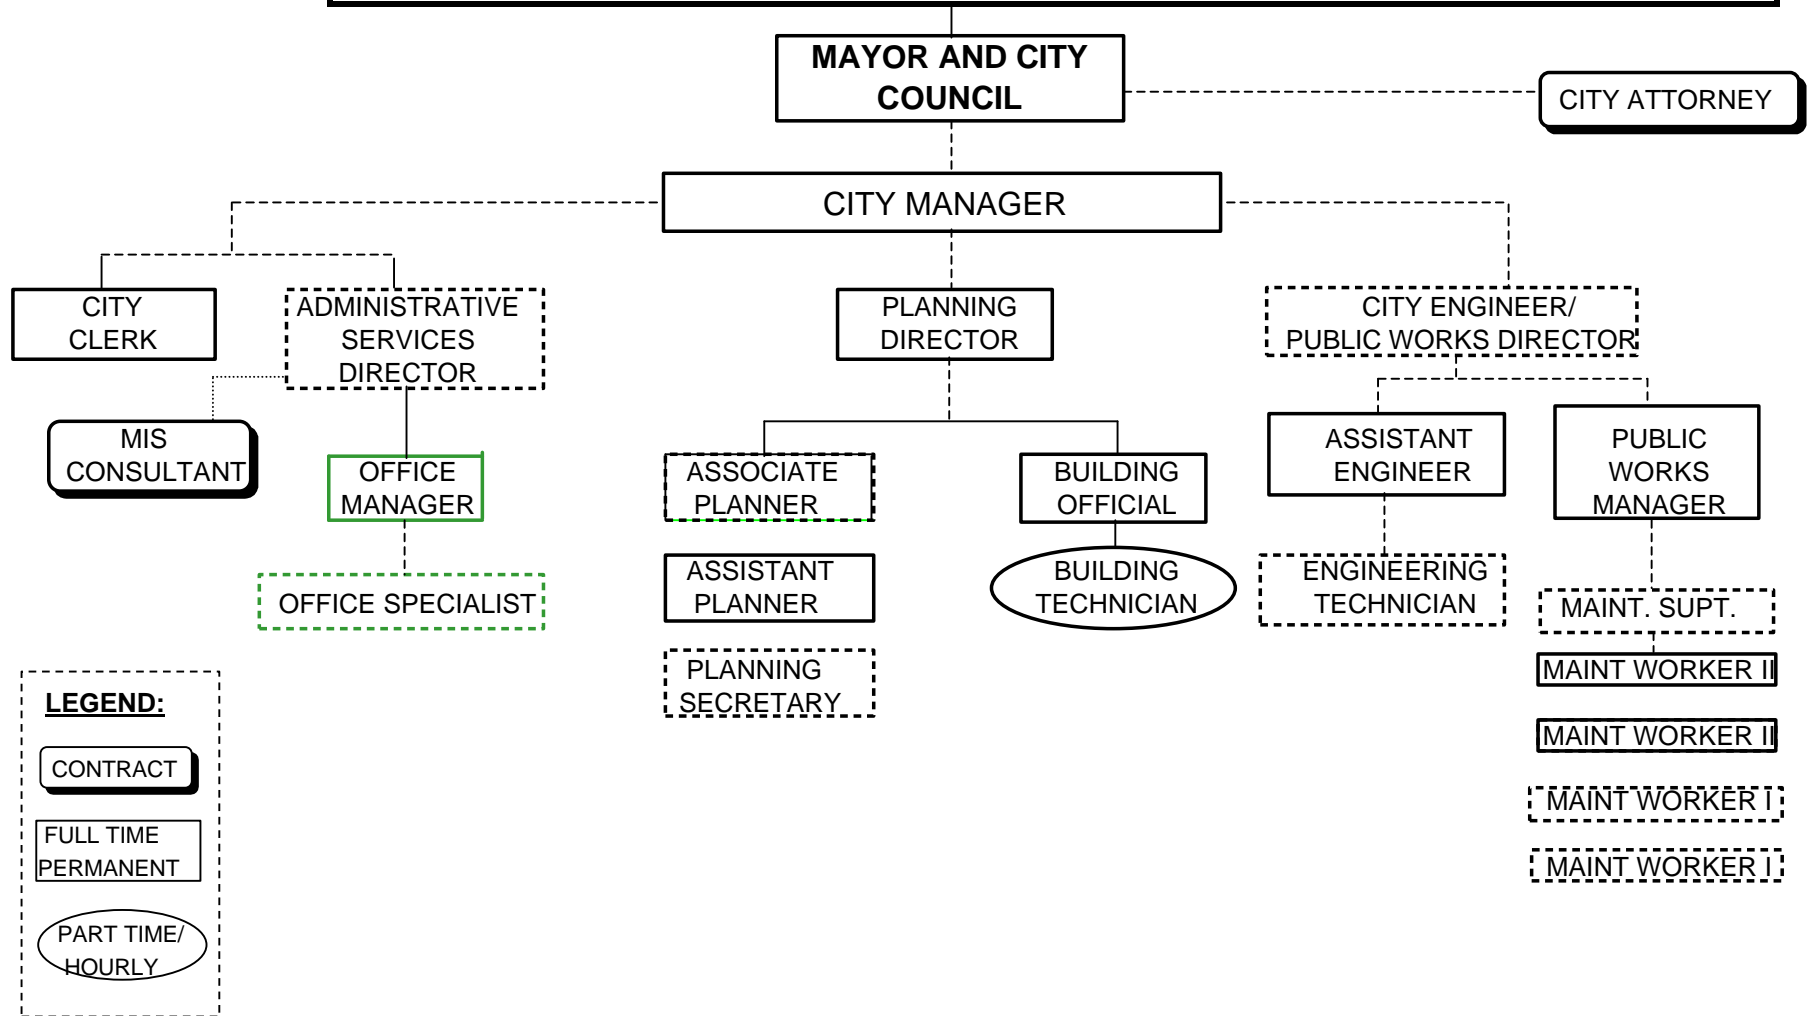 MAYOR AND CITY
COUNCIL
CITY ATTORNEY
CITY MANAGER
CITY
CLERK
ADMINISTRATIVE
SERVICES
DIRECTOR
PLANNING
DIRECTOR
CITY ENGINEER/
PUBLIC WORKS DIRECTOR
MIS
CONSULTANT
OFFICE
MANAGER
OFFICE SPECIALIST
ASSOCIATE
PLANNER
ASSISTANT
PLANNER
PLANNING
SECRETARY
BUILDING
OFFICIAL
BUILDING
TECHNICIAN
ASSISTANT
ENGINEER
ENGINEERING
TECHNICIAN
PUBLIC
WORKS
MANAGER
MAINT. SUPT.
MAINT WORKER II
MAINT WORKER II
MAINT WORKER I
MAINT WORKER I
LEGEND:
CONTRACT
FULL TIME
PERMANENT
PART TIME/
HOURLY